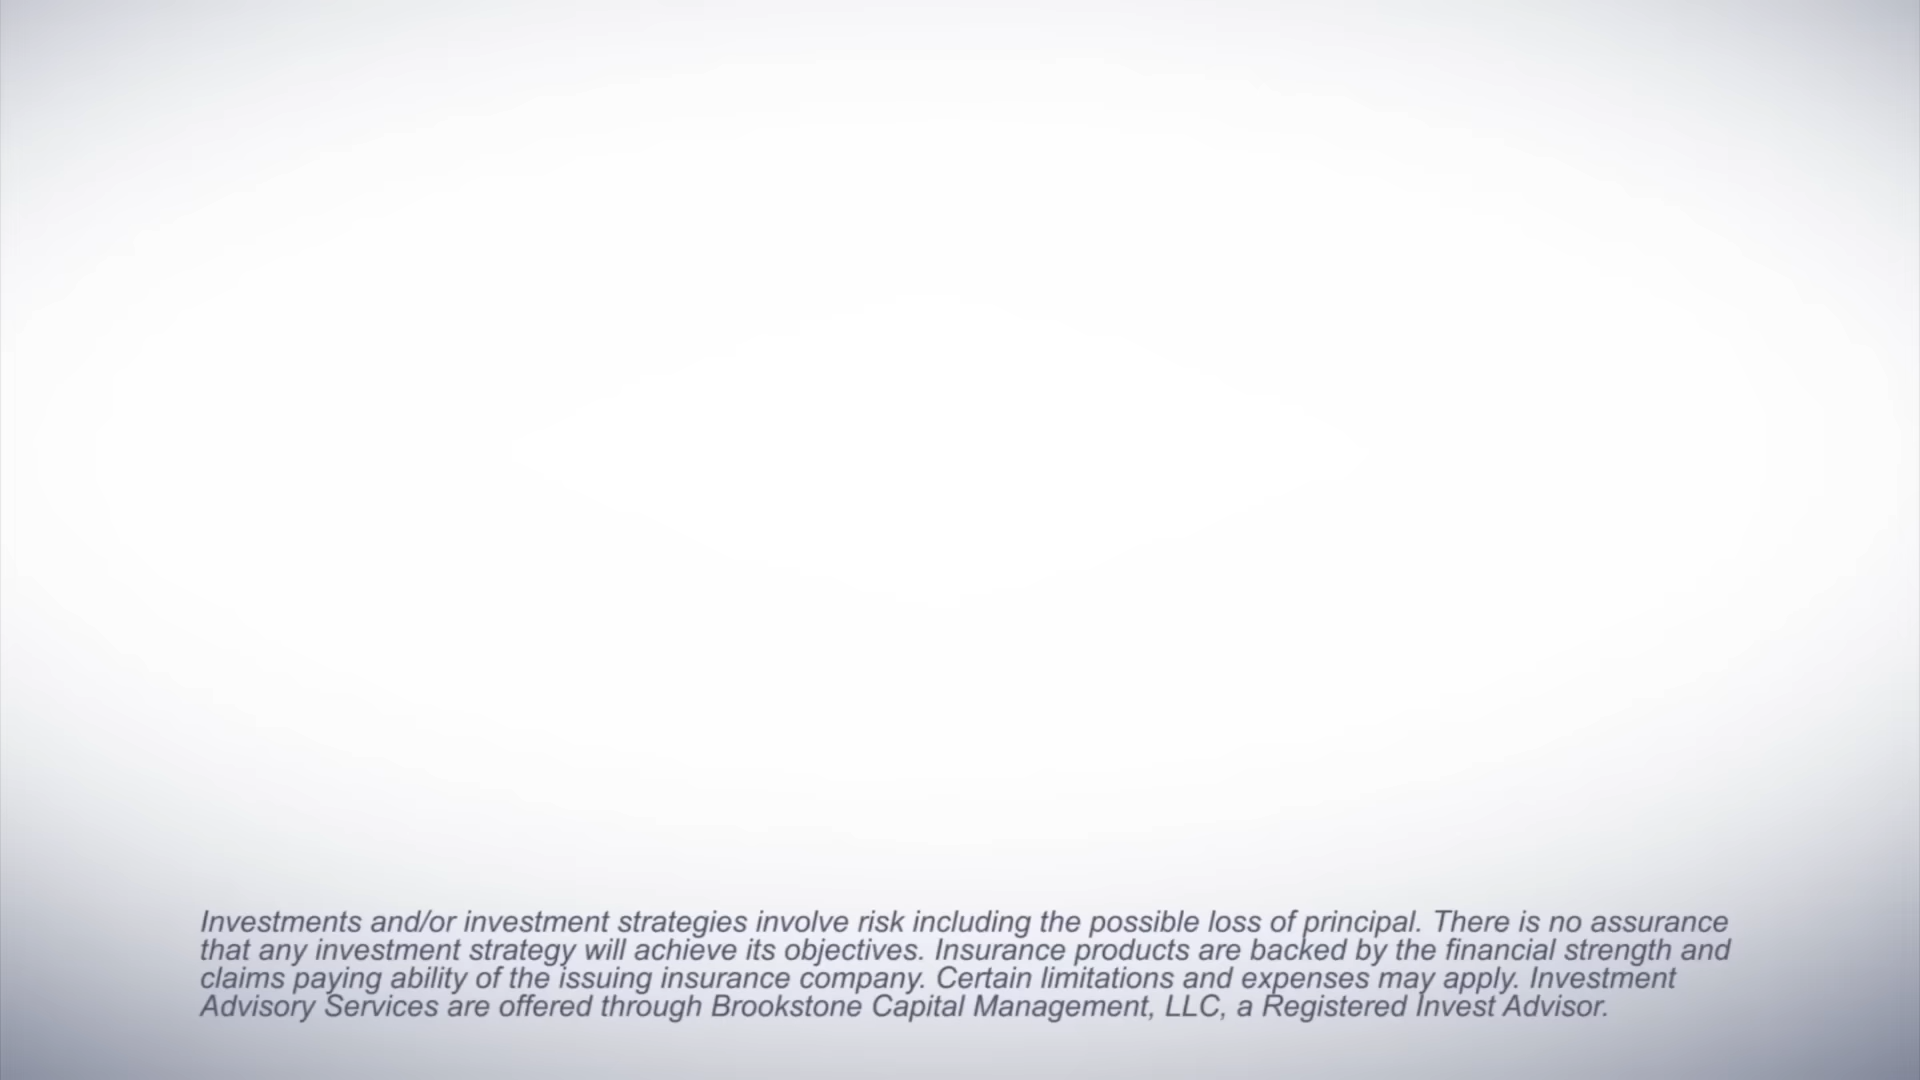 Investments and/or investment strategies involve risk including the possible loss of principal. There is no assurance
that any investment strategy will achieve its objectives. Insurance products are backed by the financial strength and
claims paying ability of the issuing insurance company. Certain limitations and expenses may apply. Investment
Advisory Services are offered through Brookstone Capital Management, LLC, a Registered Invest Advisor.